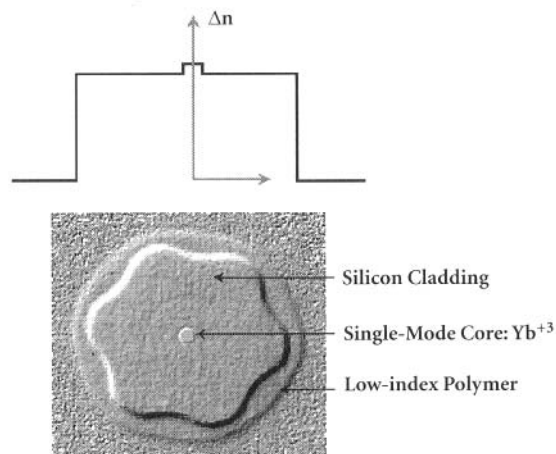 Δn
Silicon Cladding
Single-Mode Core: Yb⁺³
Low-index Polymer